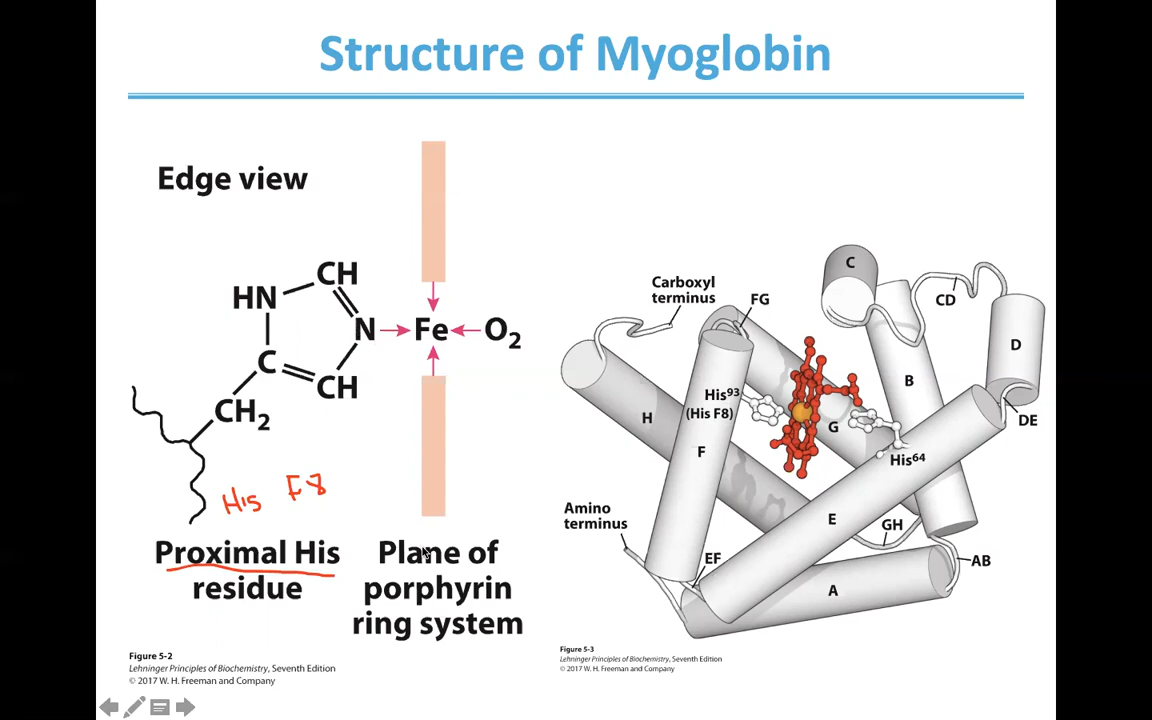 Structure of Myoglobin
Edge view
CH
HN
N
Fe
O2
C
CH
CH2
His F8
Proximal His
residue
Plane of
porphyrin
ring system
Figure 5-2
Lehninger Principles of Biochemistry, Seventh Edition
© 2017 W. H. Freeman and Company
Carboxyl
terminus
FG
C
CD
D
B
His93
(His F8)
H
G
DE
F
His64
Amino
terminus
E
GH
EF
AB
A
Figure 5-3
Lehninger Principles of Biochemistry, Seventh Edition
© 2017 W. H. Freeman and Company